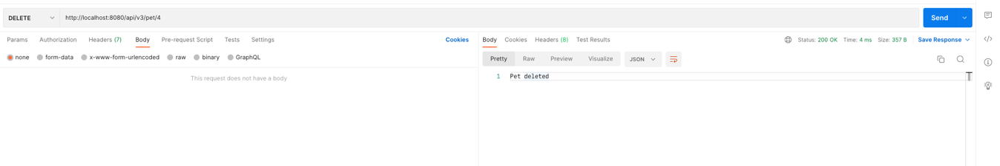 DELETE http://localhost:8080/api/v3/pet/4 Send
Params Authorization Headers (7) Body Pre-request Script Tests Settings Cookies
none form-data x-www-form-urlencoded raw binary GraphQL
This request does not have a body
Body Cookies Headers (8) Test Results Status: 200 OK Time: 4 ms Size: 357 B Save Response
Pretty Raw Preview Visualize JSON
1 Pet deleted